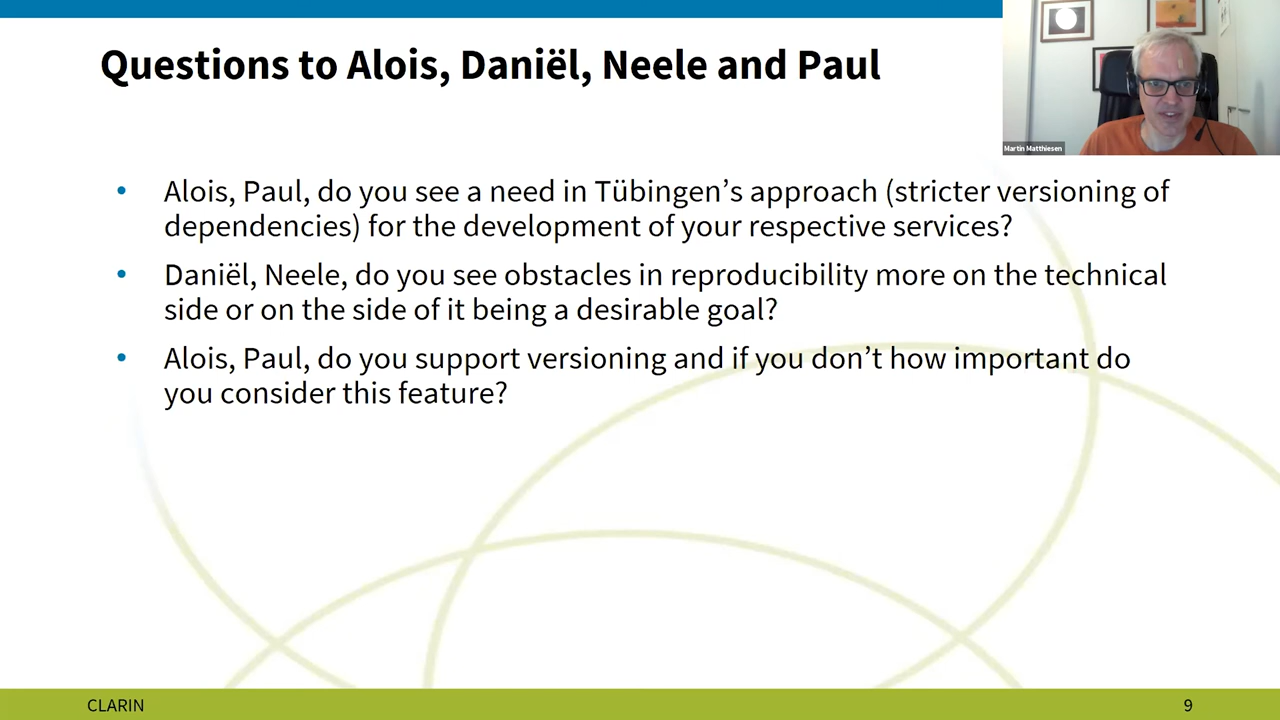 Questions to Alois, Daniël, Neele and Paul
Martin Matthiesen
• Alois, Paul, do you see a need in Tübingen’s approach (stricter versioning of
dependencies) for the development of your respective services?
• Daniël, Neele, do you see obstacles in reproducibility more on the technical
side or on the side of it being a desirable goal?
• Alois, Paul, do you support versioning and if you don’t how important do
you consider this feature?
CLARIN
9